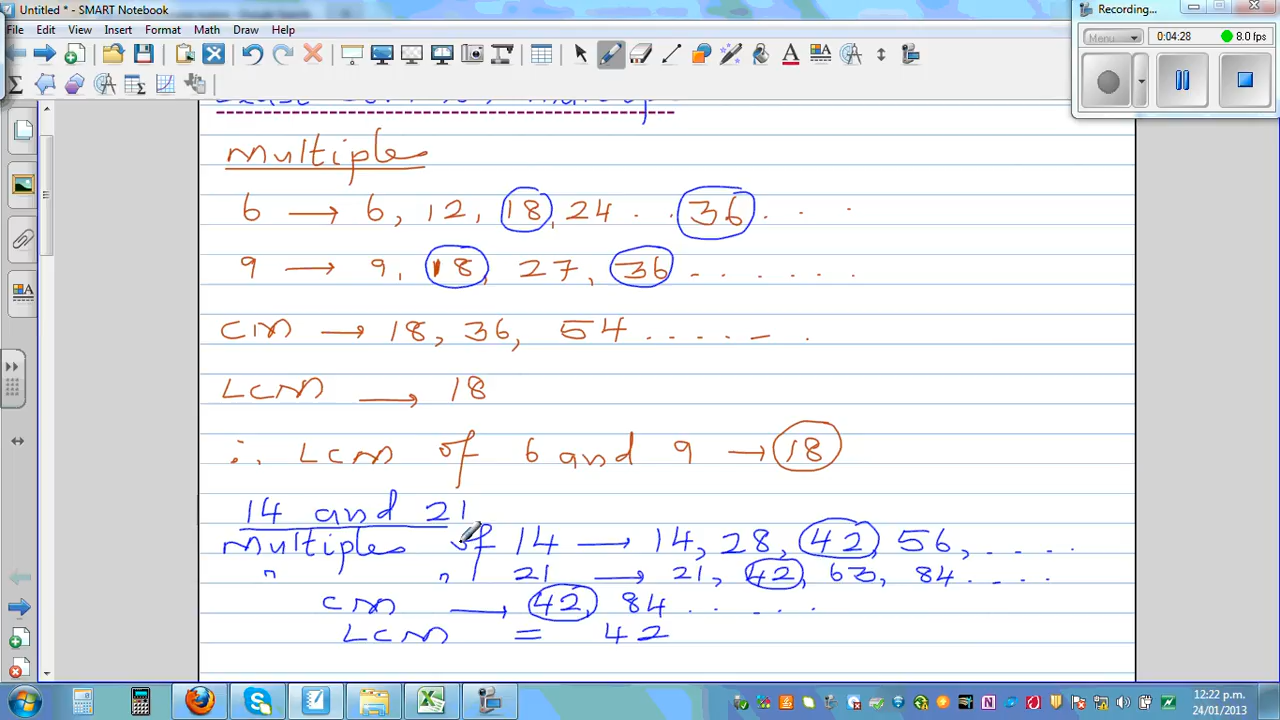 Untitled * - SMART Notebook
Recording...
File Edit View Insert Format Math Draw Help
Menu 0:04:28 8.0 fps
Multiple
6 → 6, 12, 18, 24 . . 36 . . .
9 → 9, 18, 27, 36 . . . . . .
CM → 18, 36, 54 . . . . . - .
LCM → 18
∴ LCM of 6 and 9 → 18
14 and 21
Multiples of 14 → 14, 28, 42, 56, . . . .
" " 21 → 21, 42, 63, 84 . . . .
CM → 42, 84 . . . . . .
LCM = 42
12:22 p.m.
24/01/2013